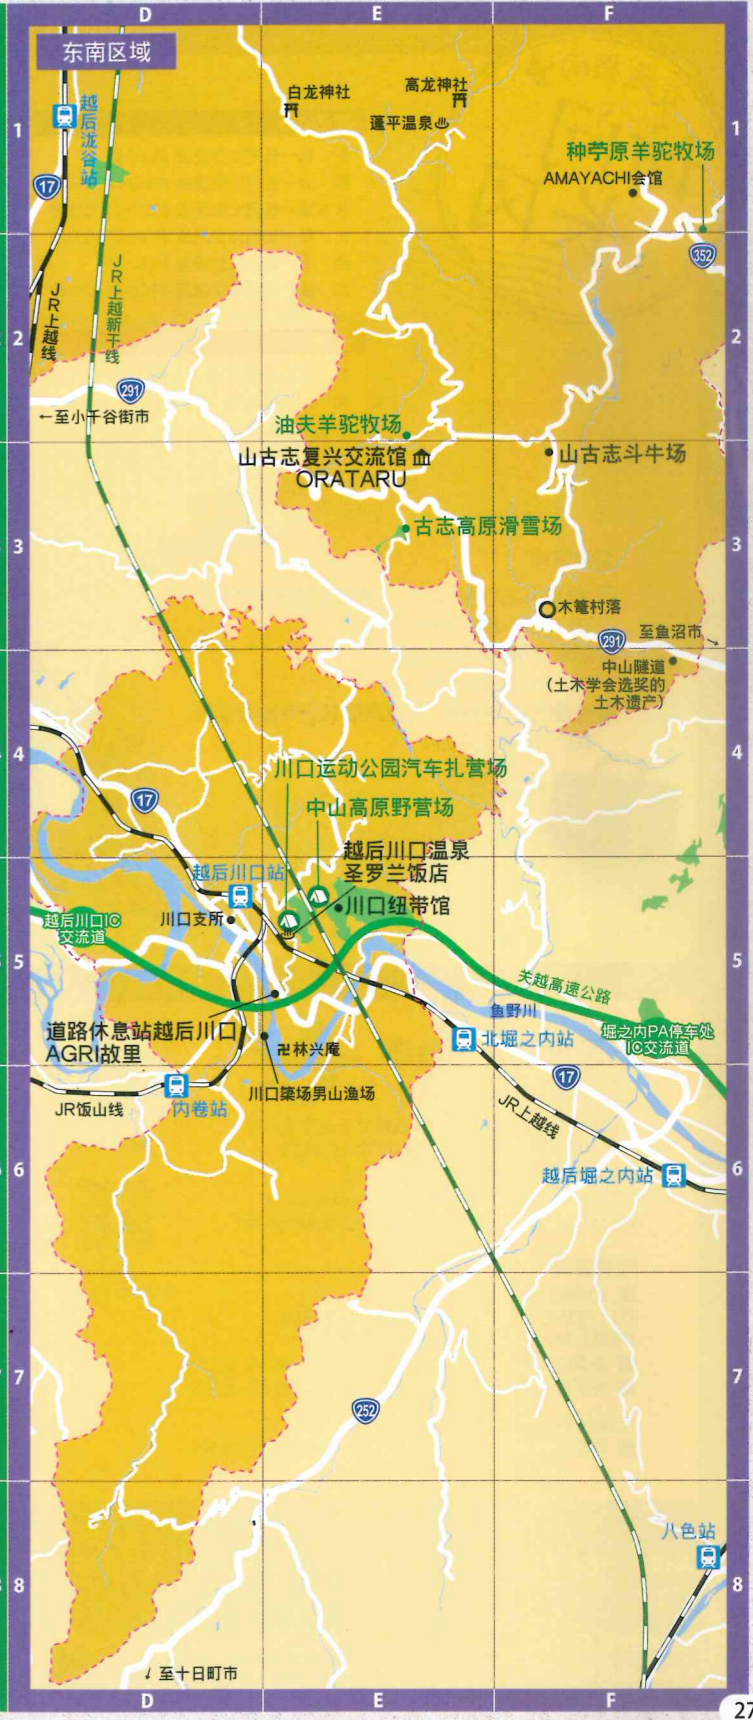 D E F
东南区域
白龙神社
高龙神社
蓬平温泉
越后泷谷站
1
1
种苧原羊驼牧场
AMAYACHI会馆
17
352
JR上越线
JR上越新干线
2
2
291
←至小千谷街市
油夫羊驼牧场
山古志复兴交流馆
ORATARU
山古志斗牛场
古志高原滑雪场
3
3
木篭村落
291
至鱼沼市→
中山隧道
(土木学会选奖的
土木遗产)
4
4
川口运动公园汽车扎营场
17
中山高原野营场
越后川口温泉
圣罗兰饭店
越后川口站
川口支所
川口纽带馆
越后川口IC
交流道
5
5
关越高速公路
鱼野川
道路休息站越后川口
AGRI故里
北堀之内站
堀之内PA停车处
IC交流道
卍林兴庵
川口簗场男山渔场
17
JR饭山线
内卷站
JR上越线
越后堀之内站
6
6
7
7
252
八色站
8
8
↓至十日町市
D E F
27